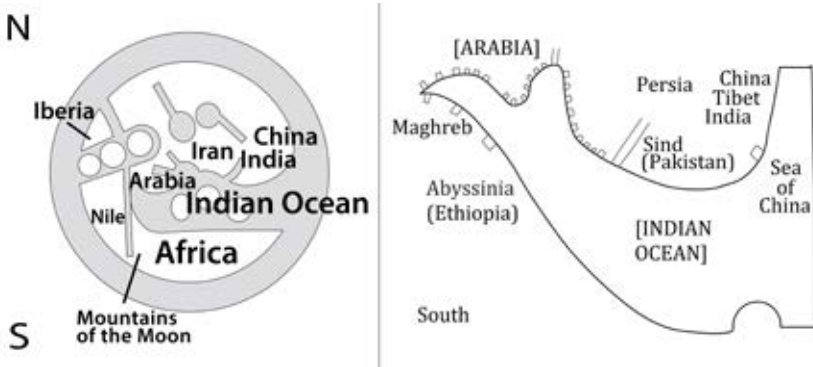 N
Iberia
China
Iran
India
Arabia
Indian Ocean
Nile
Africa
Mountains
of the Moon
S
[ARABIA]
Persia
China
Tibet
India
Maghreb
Sind
(Pakistan)
Sea
of
China
Abyssinia
(Ethiopia)
[INDIAN
OCEAN]
South